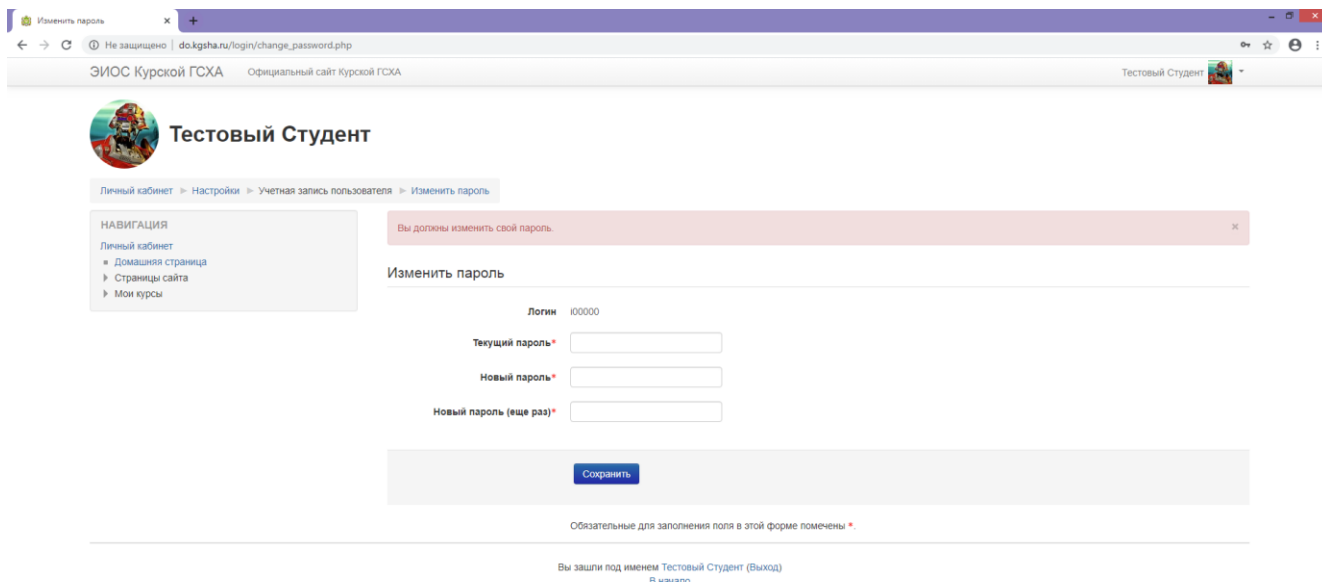 Изменить пароль
Не защищено | do.kgsha.ru/login/change_password.php
ЭИОС Курской ГСХА Официальный сайт Курской ГСХА Тестовый Студент
Тестовый Студент
Личный кабинет ► Настройки ► Учетная запись пользователя ► Изменить пароль
НАВИГАЦИЯ
Личный кабинет
Домашняя страница
Страницы сайта
Мои курсы
Вы должны изменить свой пароль. ×
Изменить пароль
Логин i00000
Текущий пароль*
Новый пароль*
Новый пароль (еще раз)*
Сохранить
Обязательные для заполнения поля в этой форме помечены *.
Вы зашли под именем Тестовый Студент (Выход)
В начало